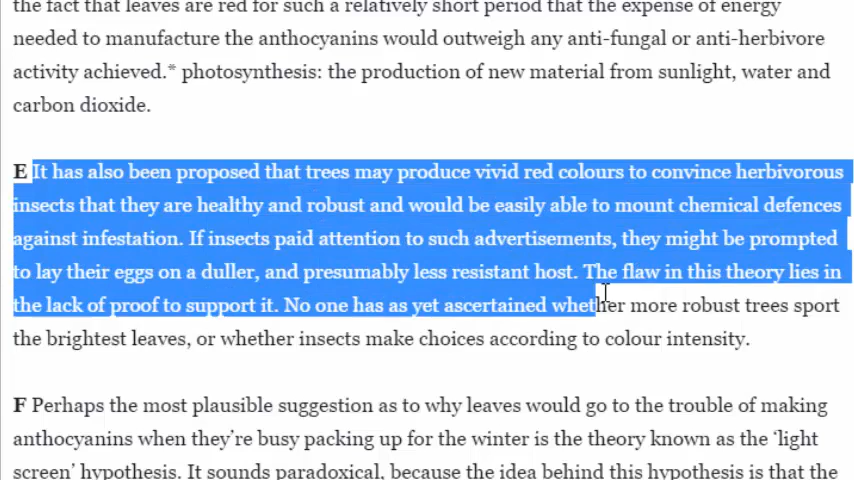 the fact that leaves are red for such a relatively short period that the expense of energy
needed to manufacture the anthocyanins would outweigh any anti-fungal or anti-herbivore
activity achieved.* photosynthesis: the production of new material from sunlight, water and
carbon dioxide.
E It has also been proposed that trees may produce vivid red colours to convince herbivorous
insects that they are healthy and robust and would be easily able to mount chemical defences
against infestation. If insects paid attention to such advertisements, they might be prompted
to lay their eggs on a duller, and presumably less resistant host. The flaw in this theory lies in
the lack of proof to support it. No one has as yet ascertained whether more robust trees sport
the brightest leaves, or whether insects make choices according to colour intensity.
F Perhaps the most plausible suggestion as to why leaves would go to the trouble of making
anthocyanins when they're busy packing up for the winter is the theory known as the ‘light
screen’ hypothesis. It sounds paradoxical, because the idea behind this hypothesis is that the